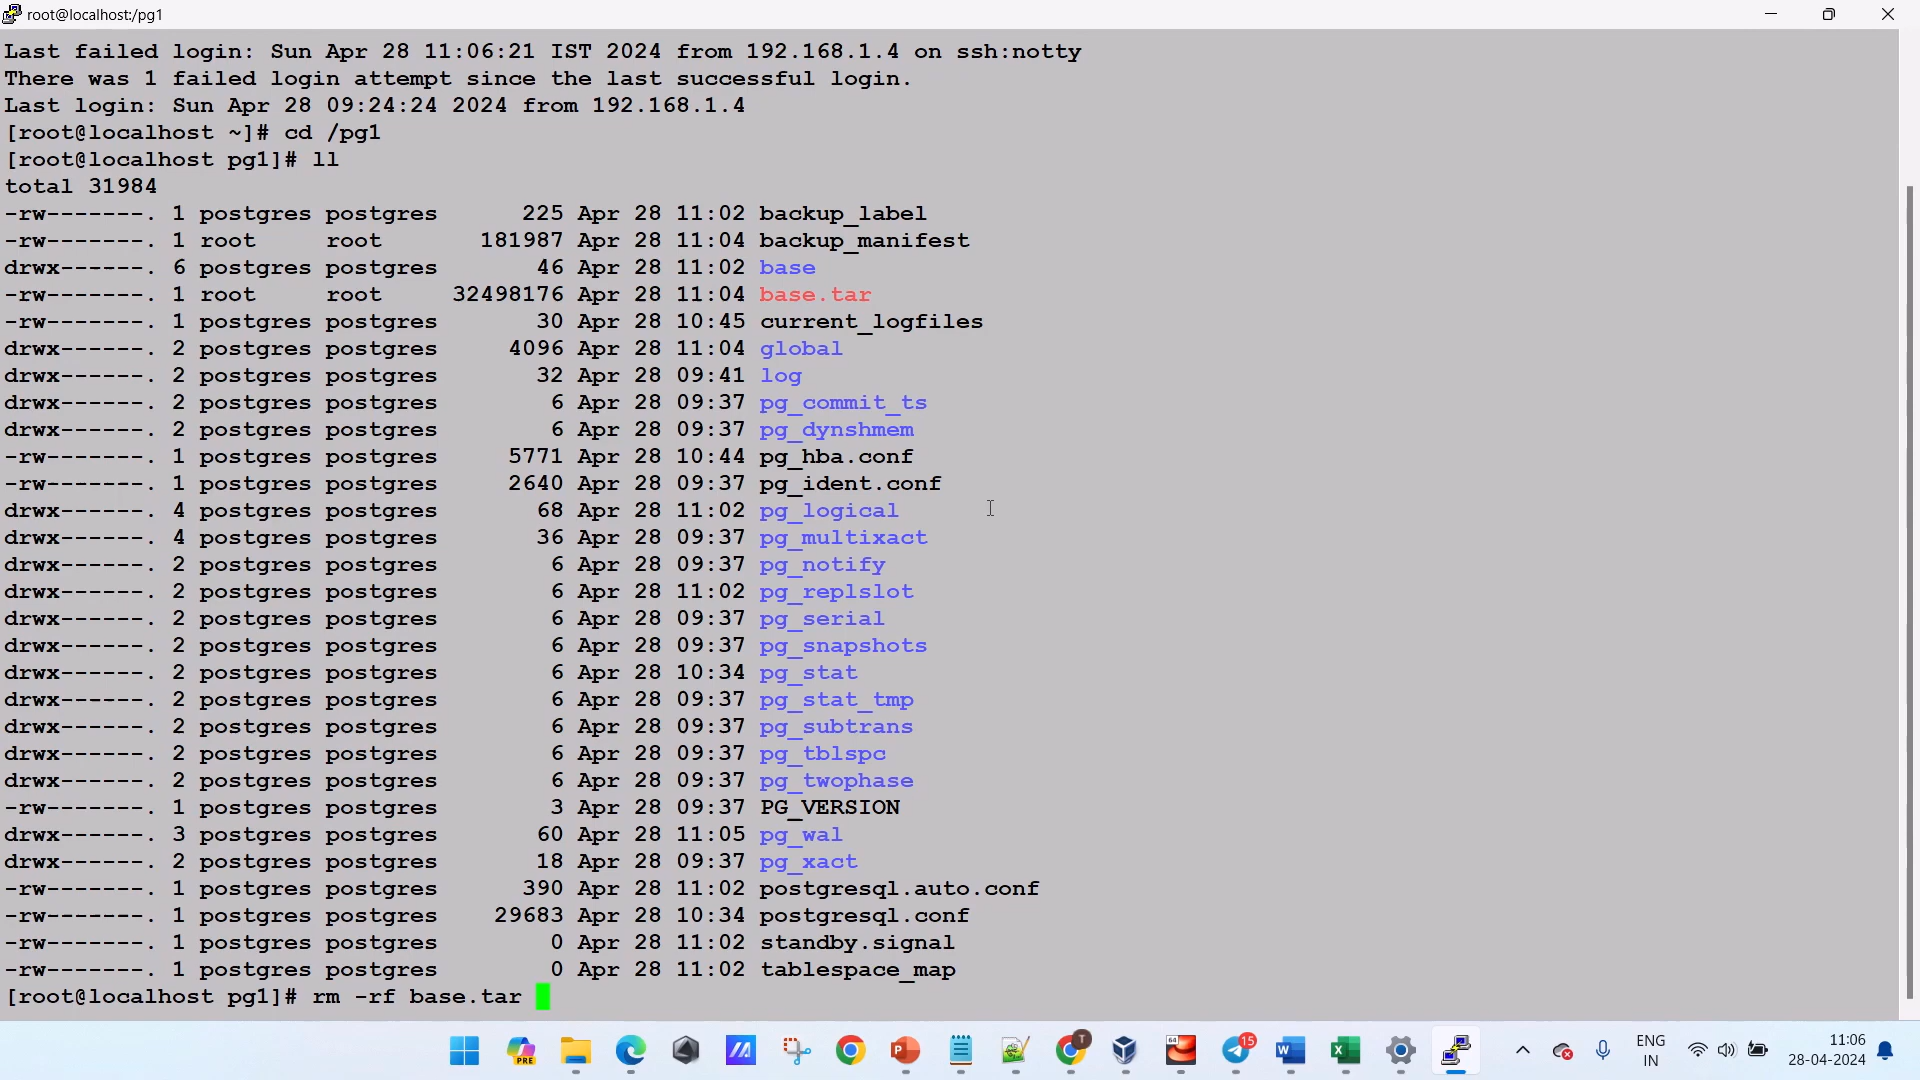 root@localhost:/pg1
Last failed login: Sun Apr 28 11:06:21 IST 2024 from 192.168.1.4 on ssh:notty
There was 1 failed login attempt since the last successful login.
Last login: Sun Apr 28 09:24:24 2024 from 192.168.1.4
[root@localhost ~]# cd /pg1
[root@localhost pg1]# ll
total 31984
-rw-------. 1 postgres postgres      225 Apr 28 11:02 backup_label
-rw-------. 1 root     root       181987 Apr 28 11:04 backup_manifest
drwx------. 6 postgres postgres       46 Apr 28 11:02 base
-rw-------. 1 root     root     32498176 Apr 28 11:04 base.tar
-rw-------. 1 postgres postgres       30 Apr 28 10:45 current_logfiles
drwx------. 2 postgres postgres     4096 Apr 28 11:04 global
drwx------. 2 postgres postgres       32 Apr 28 09:41 log
drwx------. 2 postgres postgres        6 Apr 28 09:37 pg_commit_ts
drwx------. 2 postgres postgres        6 Apr 28 09:37 pg_dynshmem
-rw-------. 1 postgres postgres     5771 Apr 28 10:44 pg_hba.conf
-rw-------. 1 postgres postgres     2640 Apr 28 09:37 pg_ident.conf
drwx------. 4 postgres postgres       68 Apr 28 11:02 pg_logical
drwx------. 4 postgres postgres       36 Apr 28 09:37 pg_multixact
drwx------. 2 postgres postgres        6 Apr 28 09:37 pg_notify
drwx------. 2 postgres postgres        6 Apr 28 11:02 pg_replslot
drwx------. 2 postgres postgres        6 Apr 28 09:37 pg_serial
drwx------. 2 postgres postgres        6 Apr 28 09:37 pg_snapshots
drwx------. 2 postgres postgres        6 Apr 28 10:34 pg_stat
drwx------. 2 postgres postgres        6 Apr 28 09:37 pg_stat_tmp
drwx------. 2 postgres postgres        6 Apr 28 09:37 pg_subtrans
drwx------. 2 postgres postgres        6 Apr 28 09:37 pg_tblspc
drwx------. 2 postgres postgres        6 Apr 28 09:37 pg_twophase
-rw-------. 1 postgres postgres        3 Apr 28 09:37 PG_VERSION
drwx------. 3 postgres postgres       60 Apr 28 11:05 pg_wal
drwx------. 2 postgres postgres       18 Apr 28 09:37 pg_xact
-rw-------. 1 postgres postgres      390 Apr 28 11:02 postgresql.auto.conf
-rw-------. 1 postgres postgres    29683 Apr 28 10:34 postgresql.conf
-rw-------. 1 postgres postgres        0 Apr 28 11:02 standby.signal
-rw-------. 1 postgres postgres        0 Apr 28 11:02 tablespace_map
[root@localhost pg1]# rm -rf base.tar
PRE
P
T
64
15
W
X
ENG
IN
11:06
28-04-2024